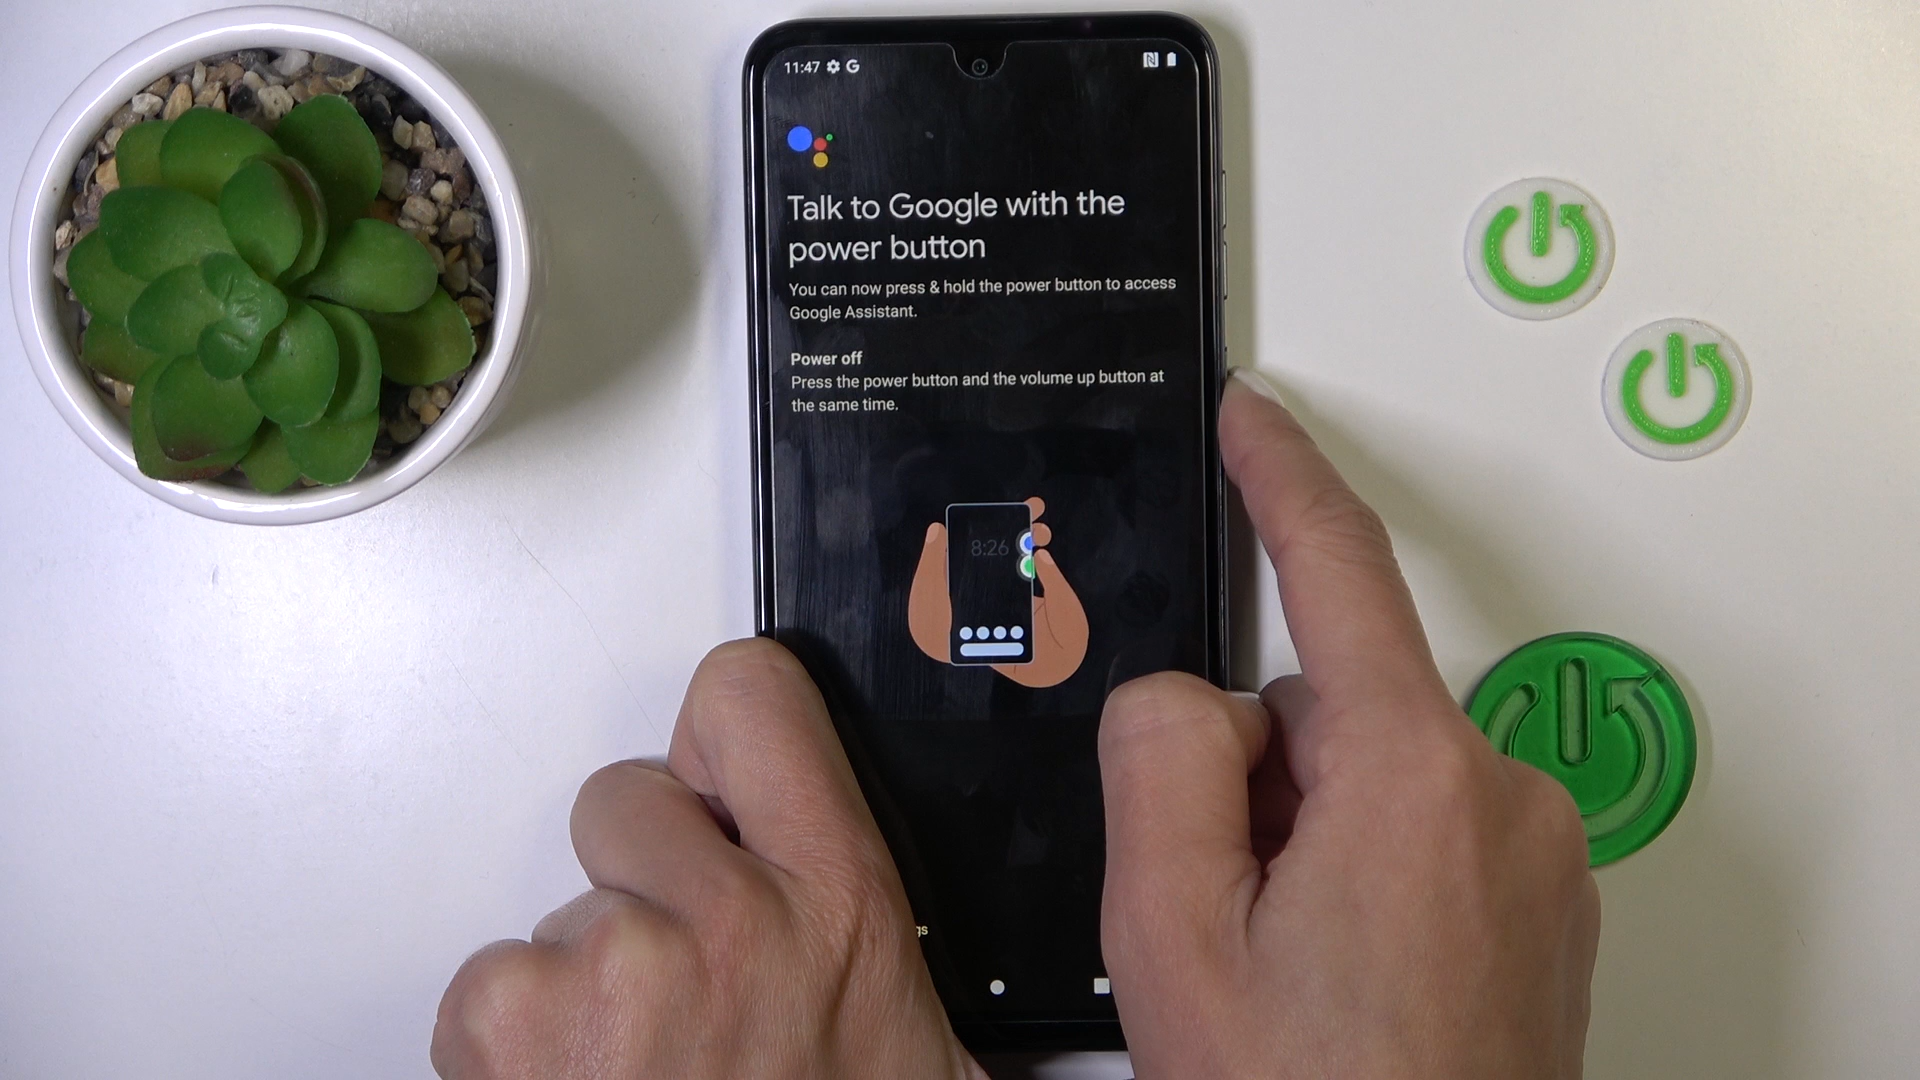 11:47
Talk to Google with the
power button
You can now press & hold the power button to access
Google Assistant.
Power off
Press the power button and the volume up button at
the same time.
8:26
gs